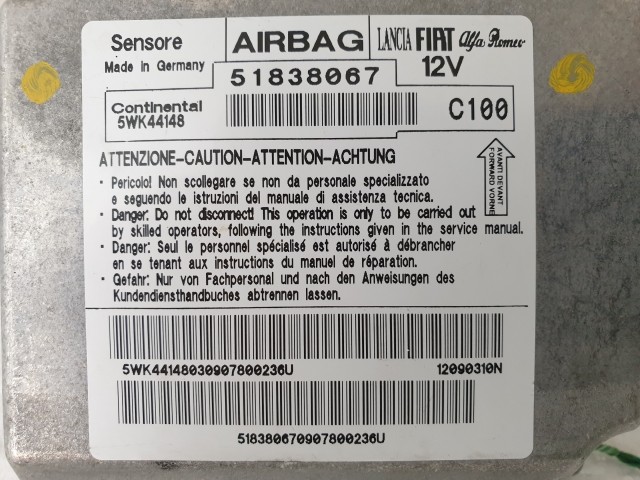 Sensore
AIRBAG
LANCIA FIAT Alfa Romeo
Made in Germany
51838067
12V
Continental
5WK44148
C100
ATTENZIONE-CAUTION-ATTENTION-ACHTUNG
AVANTI DEVANT
FORWARD VORNE
· Pericolo! Non scollegare se non da personale specializzato
e seguendo le istruzioni del manuale di assistenza tecnica.
· Danger: Do not disconnect! This operation is only to be carried out
by skilled operators, following the instructions given in the service manual.
· Danger: Seul le personnel spécialisé est autorisé à débrancher
en se tenant aux instructions du manuel de réparation.
· Gefahr: Nur von Fachpersonal und nach den Anweisungen des
Kundendiensthandbuches abtrennen lassen.
5WK44148030907800236U
12090310N
518380670907800236U